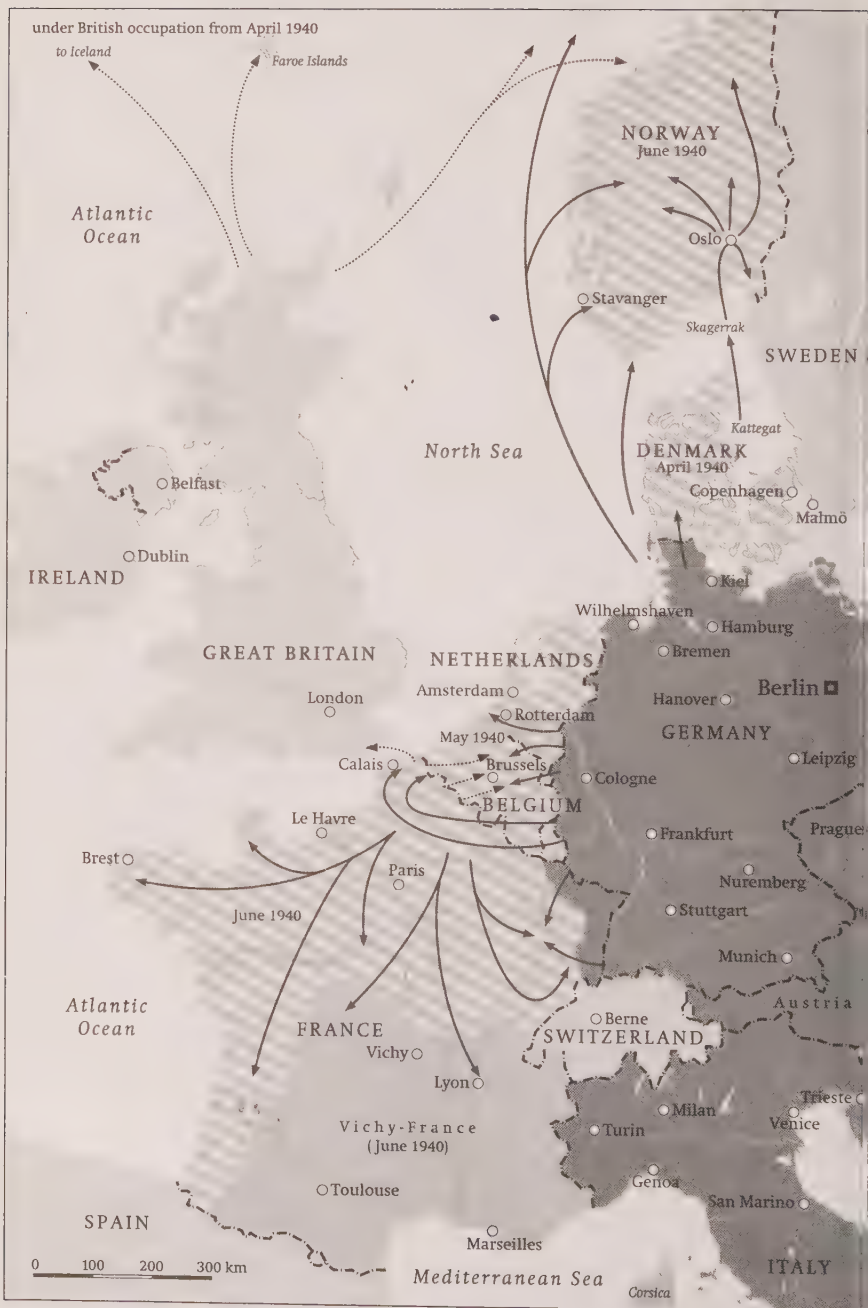 under British occupation from April 1940
to Iceland
Faroe Islands
NORWAY
June 1940
Atlantic
Ocean
Oslo
Stavanger
Skagerrak
SWEDEN
Kattegat
North Sea
DENMARK
April 1940
Belfast
Copenhagen
Malmö
Dublin
IRELAND
Kiel
Wilhelmshaven
Hamburg
GREAT BRITAIN
NETHERLANDS
Bremen
Amsterdam
Berlin
London
Hanover
Rotterdam
May 1940
GERMANY
Calais
Brussels
Leipzig
Cologne
BELGIUM
Le Havre
Frankfurt
Prague
Brest
Paris
Nuremberg
June 1940
Stuttgart
Munich
Atlantic
Ocean
Austria
FRANCE
Berne
SWITZERLAND
Vichy
Lyon
Trieste
Milan
Venice
Vichy-France
(June 1940)
Turin
Genoa
Toulouse
San Marino
SPAIN
Marseilles
0 100 200 300 km
ITALY
Mediterranean Sea
Corsica